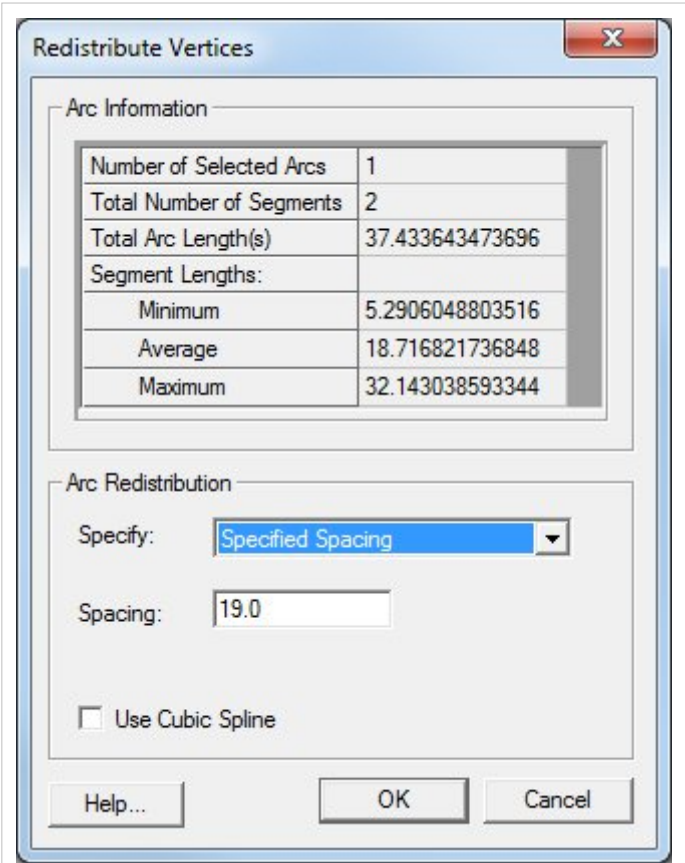 Redistribute Vertices
Arc Information
Number of Selected Arcs 1
Total Number of Segments 2
Total Arc Length(s) 37.433643473696
Segment Lengths:
Minimum 5.2906048803516
Average 18.716821736848
Maximum 32.143038593344
Arc Redistribution
Specify: Specified Spacing
Spacing: 19.0
Use Cubic Spline
Help... OK Cancel